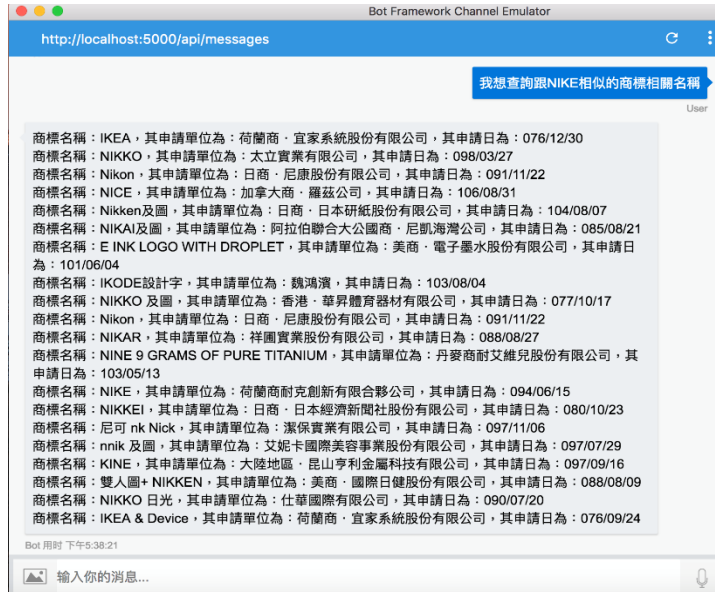 Bot Framework Channel Emulator
http://localhost:5000/api/messages
我想查詢跟NIKE相似的商標相關名稱
User
商標名稱：IKEA，其申請單位為：荷蘭商．宜家系統股份有限公司，其申請日為：076/12/30
商標名稱：NIKKO，其申請單位為：太立實業有限公司，其申請日為：098/03/27
商標名稱：Nikon，其申請單位為：日商．尼康股份有限公司，其申請日為：091/11/22
商標名稱：NICE，其申請單位為：加拿大商．羅茲公司，其申請日為：106/08/31
商標名稱：Nikken及圖，其申請單位為：日商．日本研紙股份有限公司，其申請日為：104/08/07
商標名稱：NIKAI及圖，其申請單位為：阿拉伯聯合大公國商．尼凱海灣公司，其申請日為：085/08/21
商標名稱：E INK LOGO WITH DROPLET，其申請單位為：美商．電子墨水股份有限公司，其申請日
為：101/06/04
商標名稱：IKODE設計字，其申請單位為：魏鴻濱，其申請日為：103/08/04
商標名稱：NIKKO 及圖，其申請單位為：香港．華昇體育器材有限公司，其申請日為：077/10/17
商標名稱：Nikon，其申請單位為：日商．尼康股份有限公司，其申請日為：091/11/22
商標名稱：NIKAR，其申請單位為：祥圃實業股份有限公司，其申請日為：088/08/27
商標名稱：NINE 9 GRAMS OF PURE TITANIUM，其申請單位為：丹麥商耐艾維兒股份有限公司，其
申請日為：103/05/13
商標名稱：NIKE，其申請單位為：荷蘭商耐克創新有限合夥公司，其申請日為：094/06/15
商標名稱：NIKKEI，其申請單位為：日商．日本經濟新聞社股份有限公司，其申請日為：080/10/23
商標名稱：尼可 nk Nick，其申請單位為：潔保實業有限公司，其申請日為：097/11/06
商標名稱：nnik 及圖，其申請單位為：艾妮卡國際美容事業股份有限公司，其申請日為：097/07/29
商標名稱：KINE，其申請單位為：大陸地區．昆山亨利金屬科技有限公司，其申請日為：097/09/16
商標名稱：雙人圖+ NIKKEN，其申請單位為：美商．國際日健股份有限公司，其申請日為：088/08/09
商標名稱：NIKKO 日光，其申請單位為：仕華國際有限公司，其申請日為：090/07/20
商標名稱：IKEA & Device，其申請單位為：荷蘭商．宜家系統股份有限公司，其申請日為：076/09/24
Bot 用时 下午5:38:21
输入你的消息...